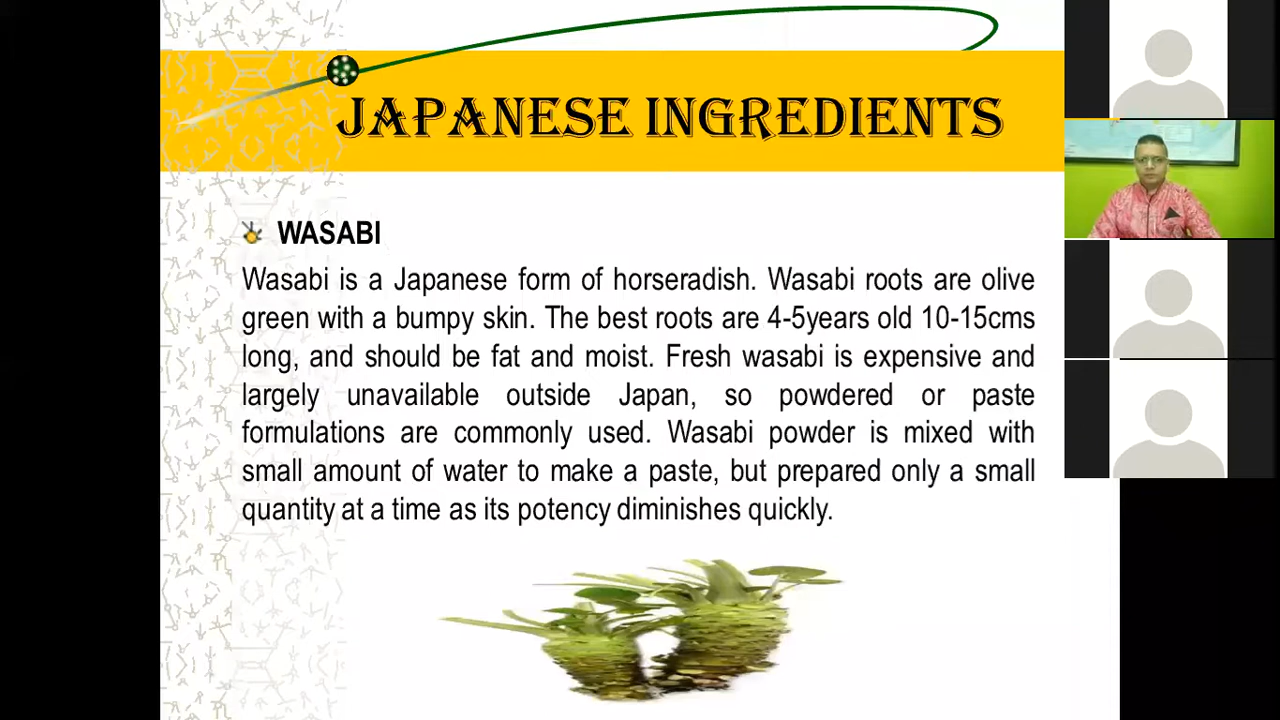 JAPANESE INGREDIENTS
WASABI
Wasabi is a Japanese form of horseradish. Wasabi roots are olive
green with a bumpy skin. The best roots are 4-5years old 10-15cms
long, and should be fat and moist. Fresh wasabi is expensive and
largely unavailable outside Japan, so powdered or paste
formulations are commonly used. Wasabi powder is mixed with
small amount of water to make a paste, but prepared only a small
quantity at a time as its potency diminishes quickly.